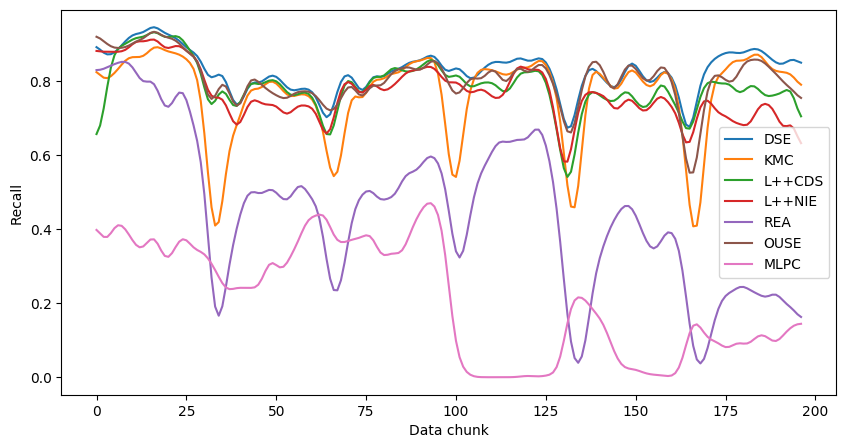 Recall
0.8
0.6
0.4
0.2
0.0
0
25
50
75
100
125
150
175
200
Data chunk
DSE
KMC
L++CDS
L++NIE
REA
OUSE
MLPC